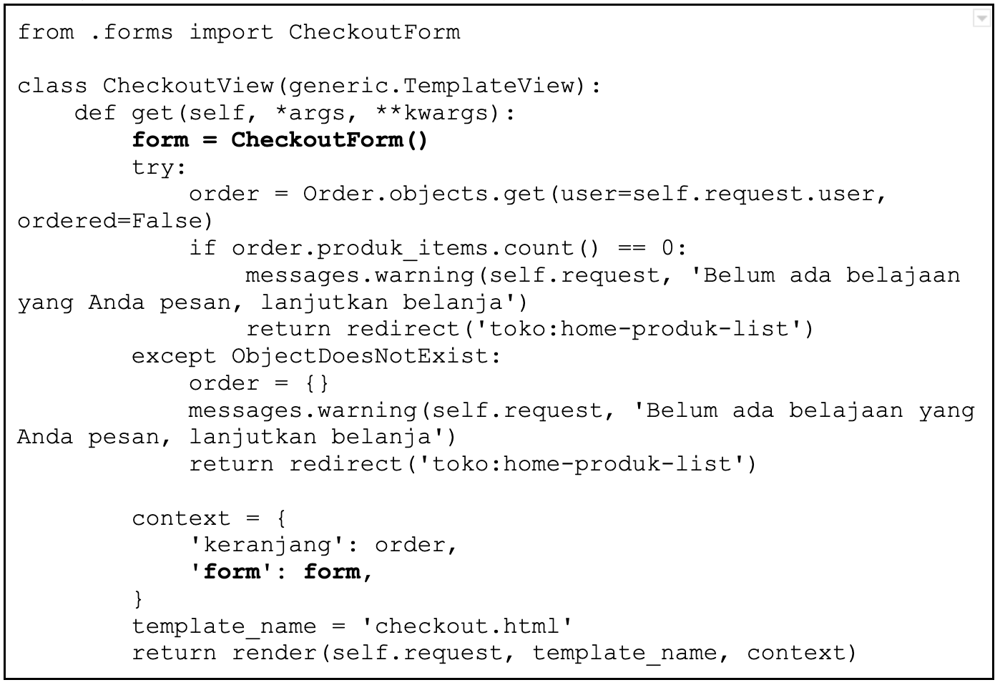 from .forms import CheckoutForm

class CheckoutView(generic.TemplateView):
    def get(self, *args, **kwargs):
        form = CheckoutForm()
        try:
            order = Order.objects.get(user=self.request.user,
ordered=False)
            if order.produk_items.count() == 0:
                messages.warning(self.request, 'Belum ada belajaan
yang Anda pesan, lanjutkan belanja')
                return redirect('toko:home-produk-list')
        except ObjectDoesNotExist:
            order = {}
            messages.warning(self.request, 'Belum ada belajaan yang
Anda pesan, lanjutkan belanja')
            return redirect('toko:home-produk-list')

        context = {
            'keranjang': order,
            'form': form,
        }
        template_name = 'checkout.html'
        return render(self.request, template_name, context)